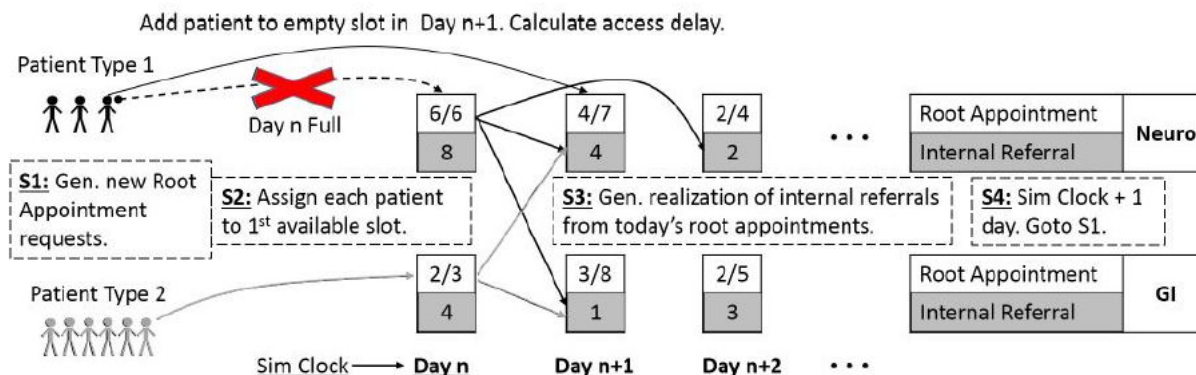 Add patient to empty slot in Day n+1. Calculate access delay.
Patient Type 1
Day n Full
6/6
8
4/7
4
2/4
2
• • •
Root Appointment
Internal Referral
Neuro
S1: Gen. new Root
Appointment
requests.
S2: Assign each patient
to 1st available slot.
S3: Gen. realization of internal referrals
from today's root appointments.
S4: Sim Clock + 1
day. Goto S1.
Patient Type 2
2/3
4
3/8
1
2/5
3
Root Appointment
Internal Referral
GI
Sim Clock
Day n
Day n+1
Day n+2
• • •